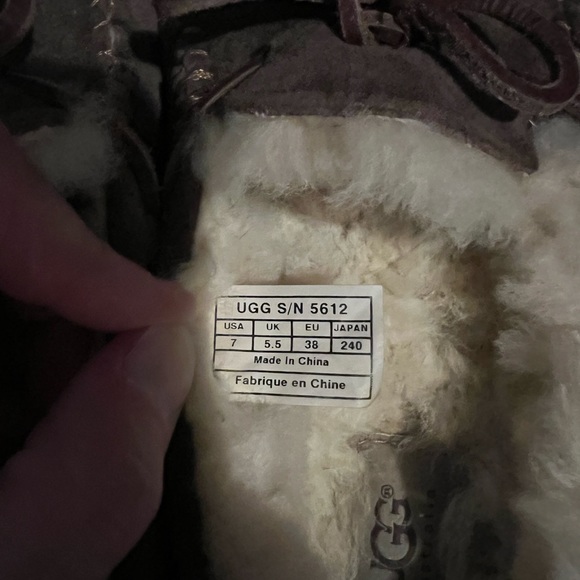 UGG S/N 5612
USA UK EU JAPAN
7 5.5 38 240
Made In China
Fabrique en Chine
UGG®